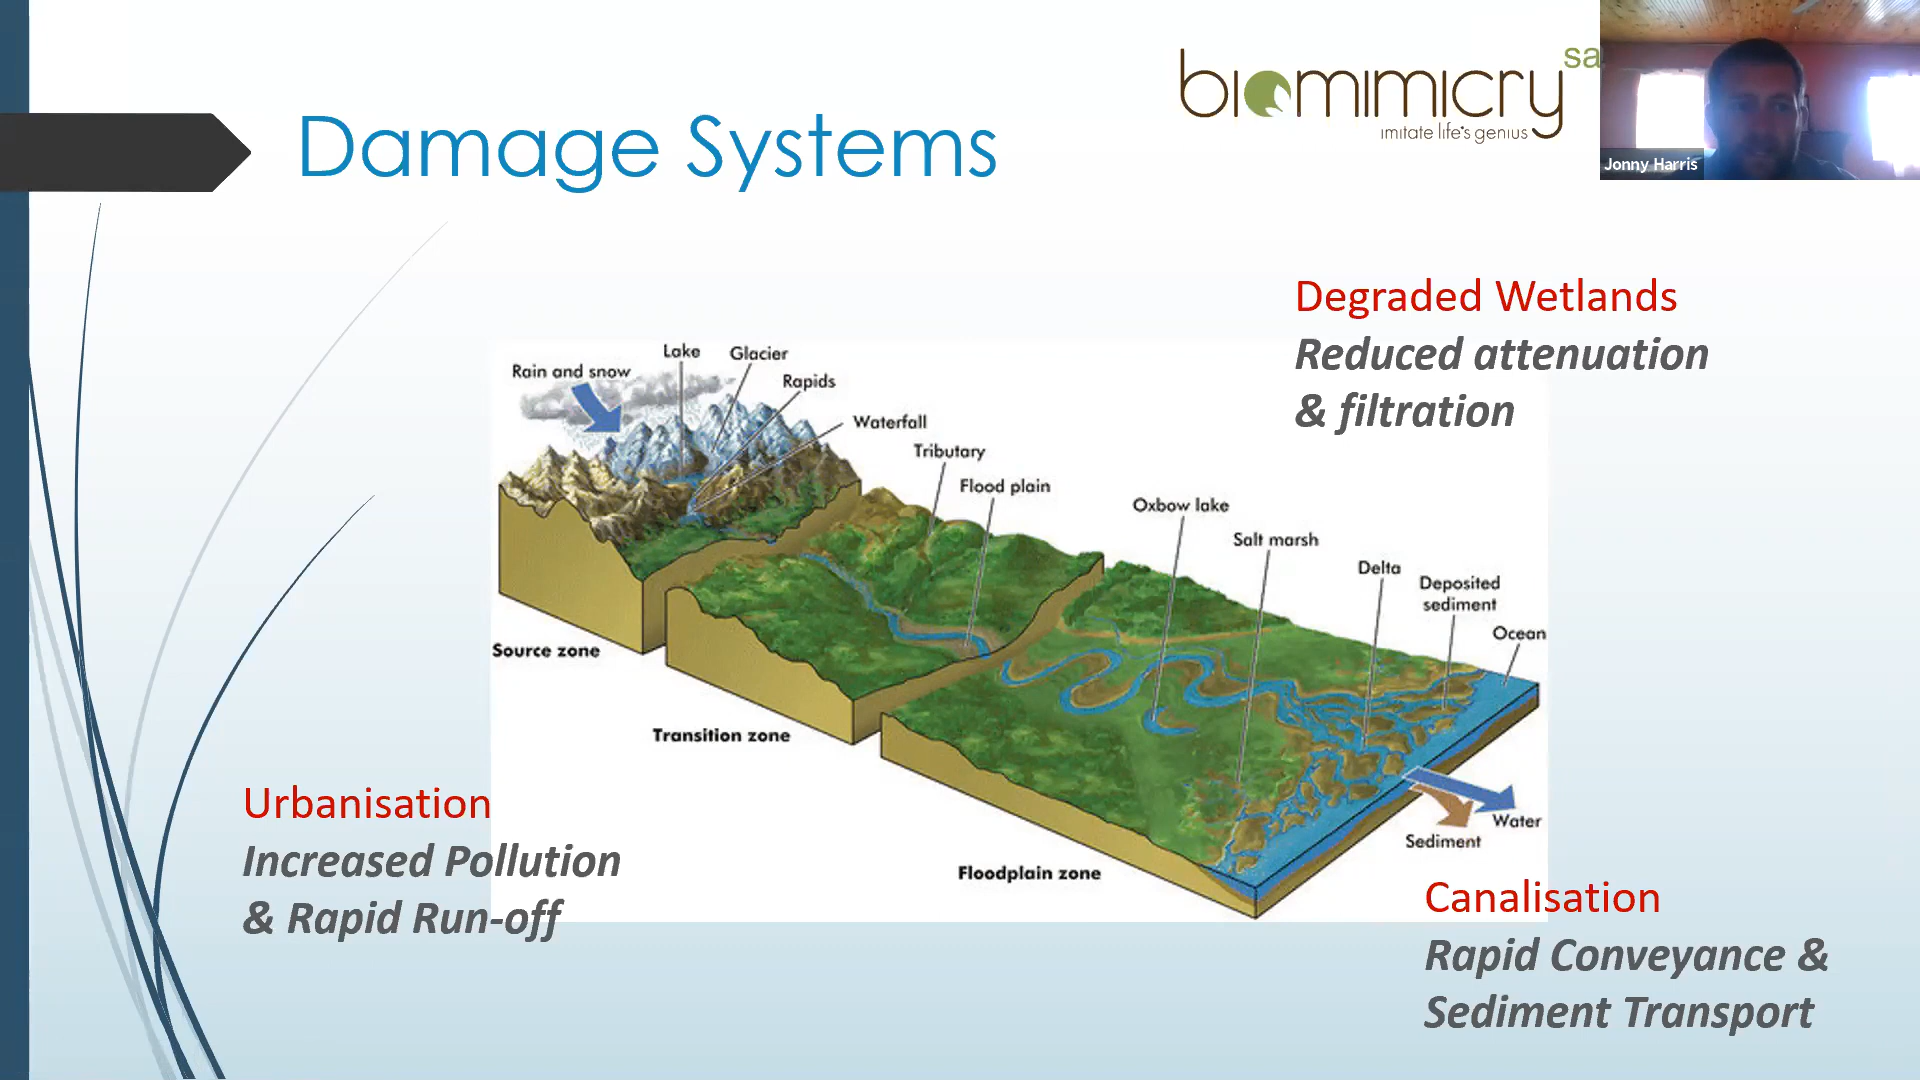 biomimicry sa
imitate life's genius
Jonny Harris
Damage Systems
Degraded Wetlands
Reduced attenuation
& filtration
Rain and snow
Lake
Glacier
Rapids
Waterfall
Tributary
Flood plain
Oxbow lake
Salt marsh
Delta
Deposited
sediment
Ocean
Source zone
Transition zone
Floodplain zone
Water
Sediment
Urbanisation
Increased Pollution
& Rapid Run-off
Canalisation
Rapid Conveyance &
Sediment Transport